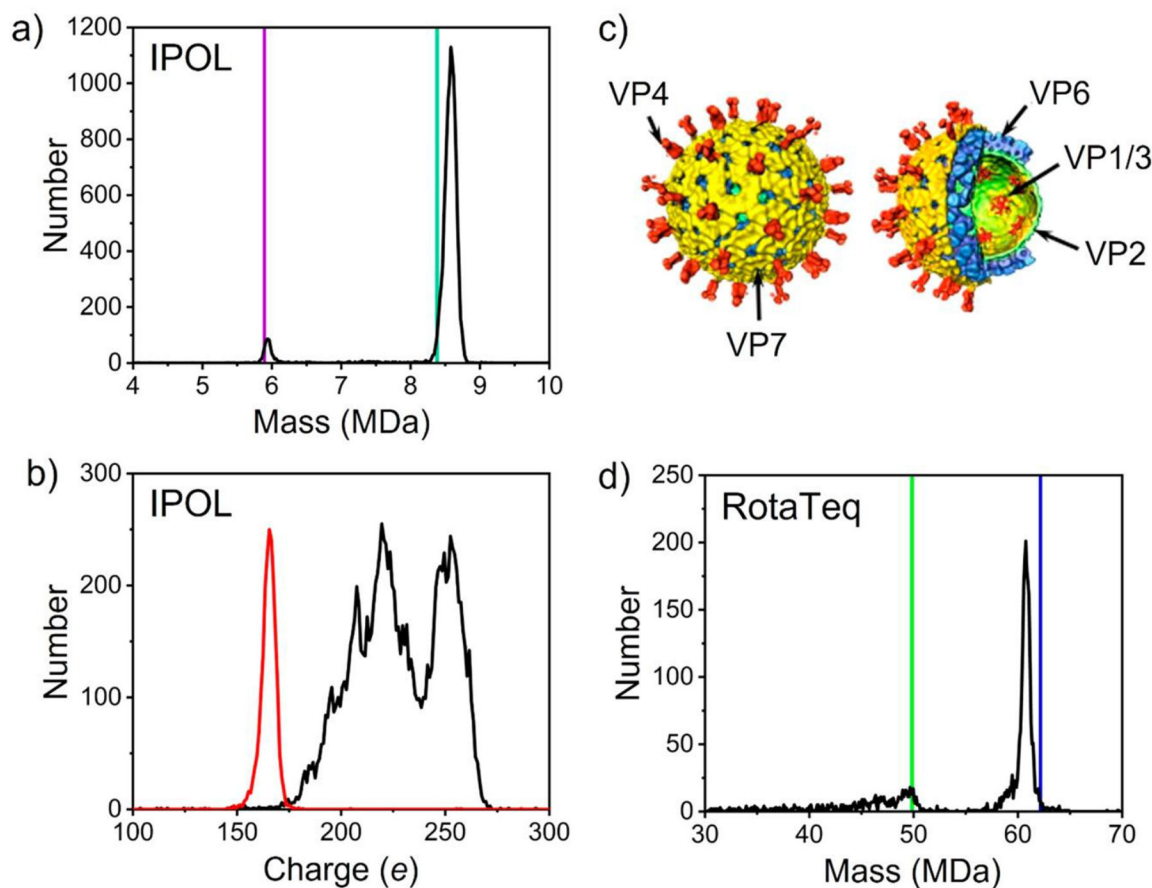 a)
IPOL
1200
1000
800
600
400
200
0
Number
4 5 6 7 8 9 10
Mass (MDa)
c)
VP4
VP7
VP6
VP1/3
VP2
b)
IPOL
300
200
100
0
Number
100 150 200 250 300
Charge (e)
d)
RotaTeq
250
200
150
100
50
0
Number
30 40 50 60 70
Mass (MDa)